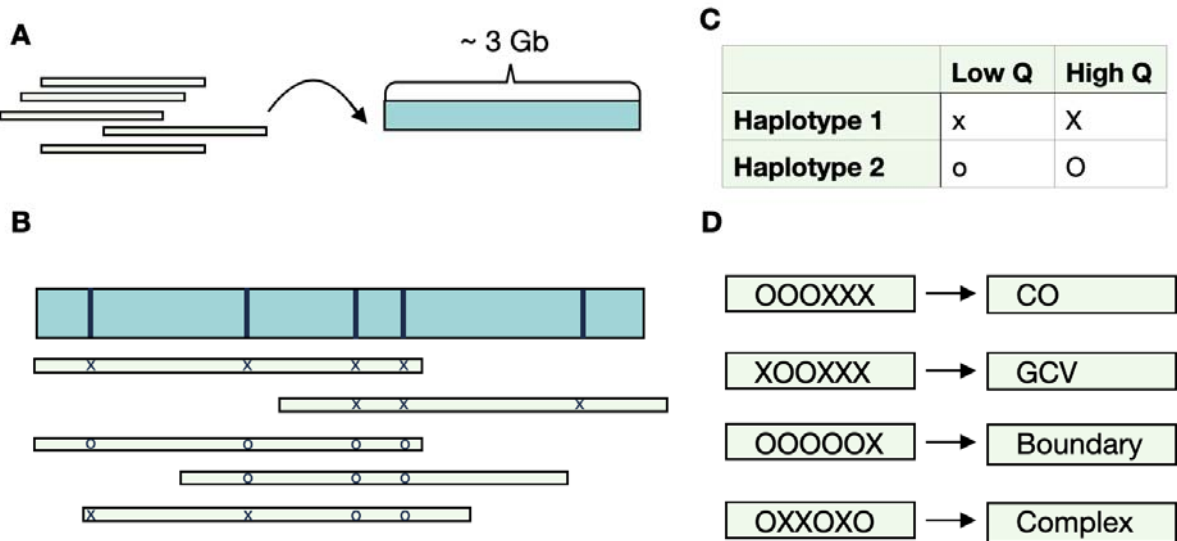 A
~ 3 Gb
B
x x x x
x x x
o o o o
o o o
x x o o
C
Low Q High Q
Haplotype 1 x X
Haplotype 2 o O
D
OOOXXX CO
XOOXXX GCV
OOOOOX Boundary
OXXOXO Complex